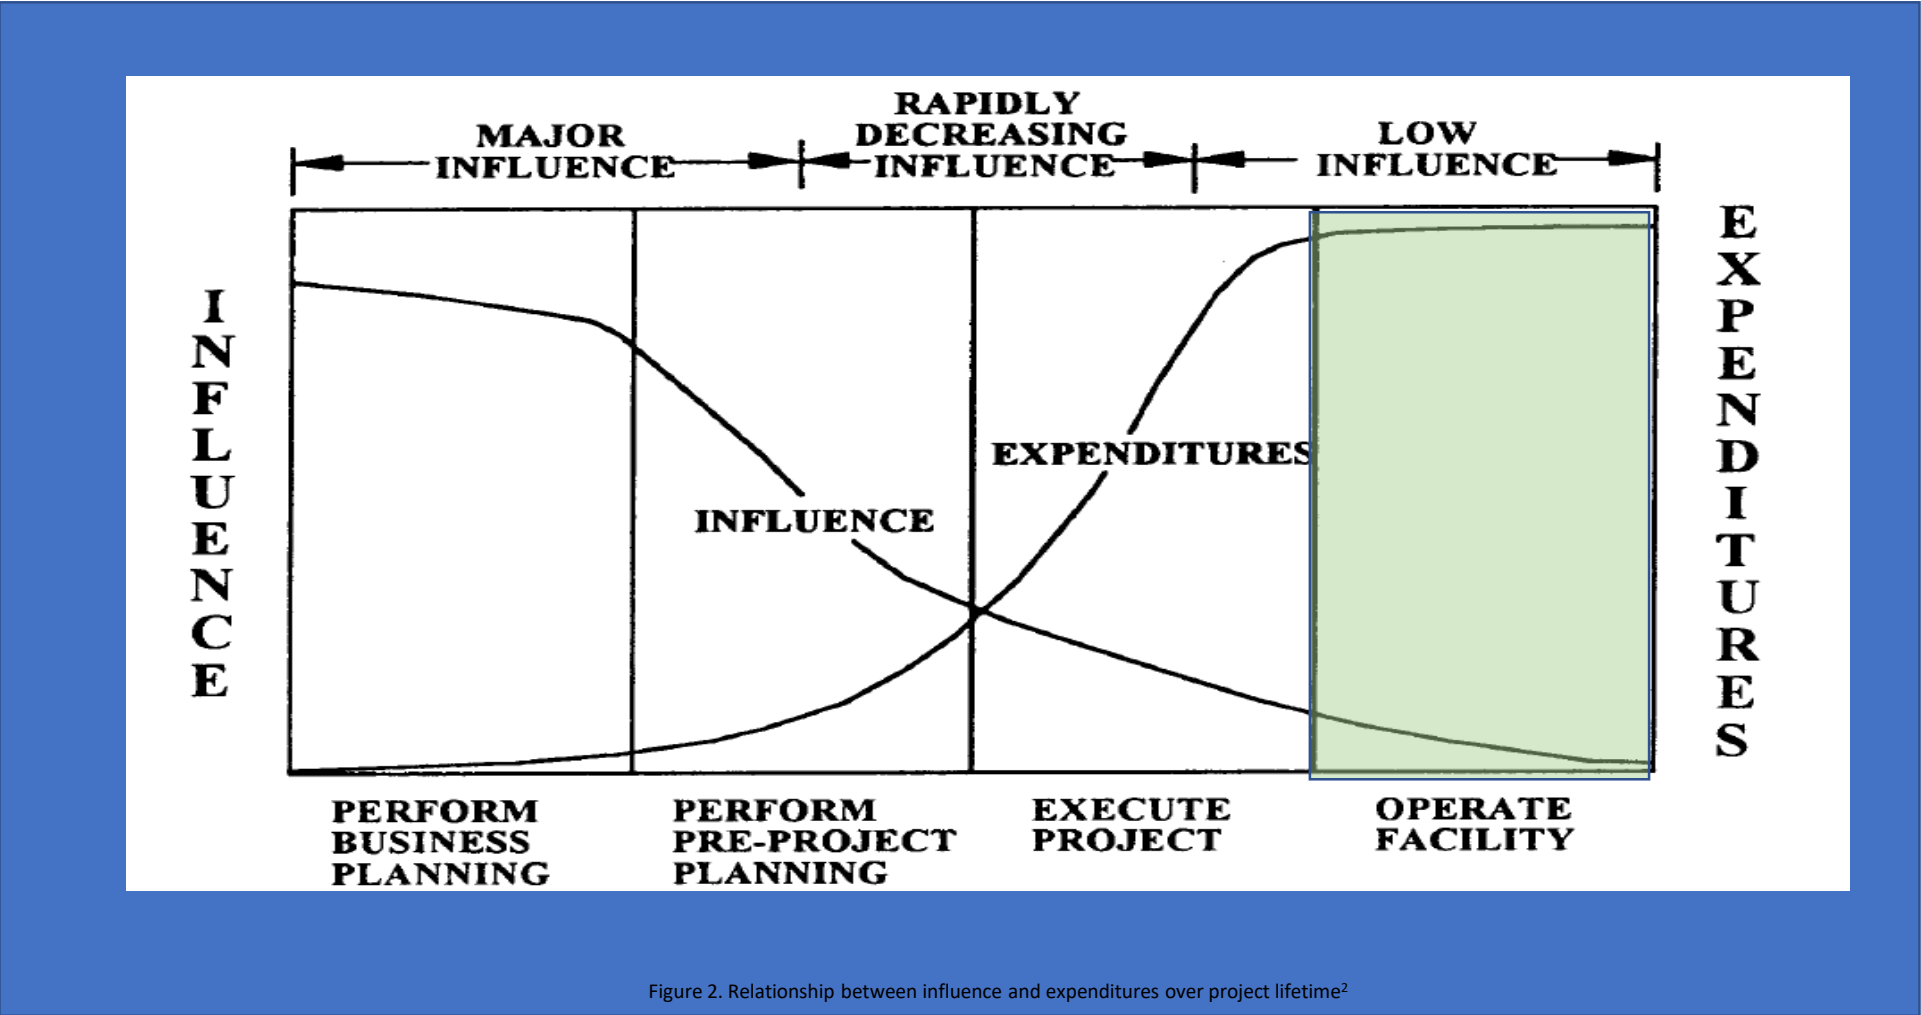 RAPIDLY
MAJOR DECREASING LOW
INFLUENCE INFLUENCE INFLUENCE
INFLUENCE
EXPENDITURES
EXPENDITURES
INFLUENCE
PERFORM PERFORM EXECUTE OPERATE
BUSINESS PRE-PROJECT PROJECT FACILITY
PLANNING PLANNING
Figure 2. Relationship between influence and expenditures over project lifetime2